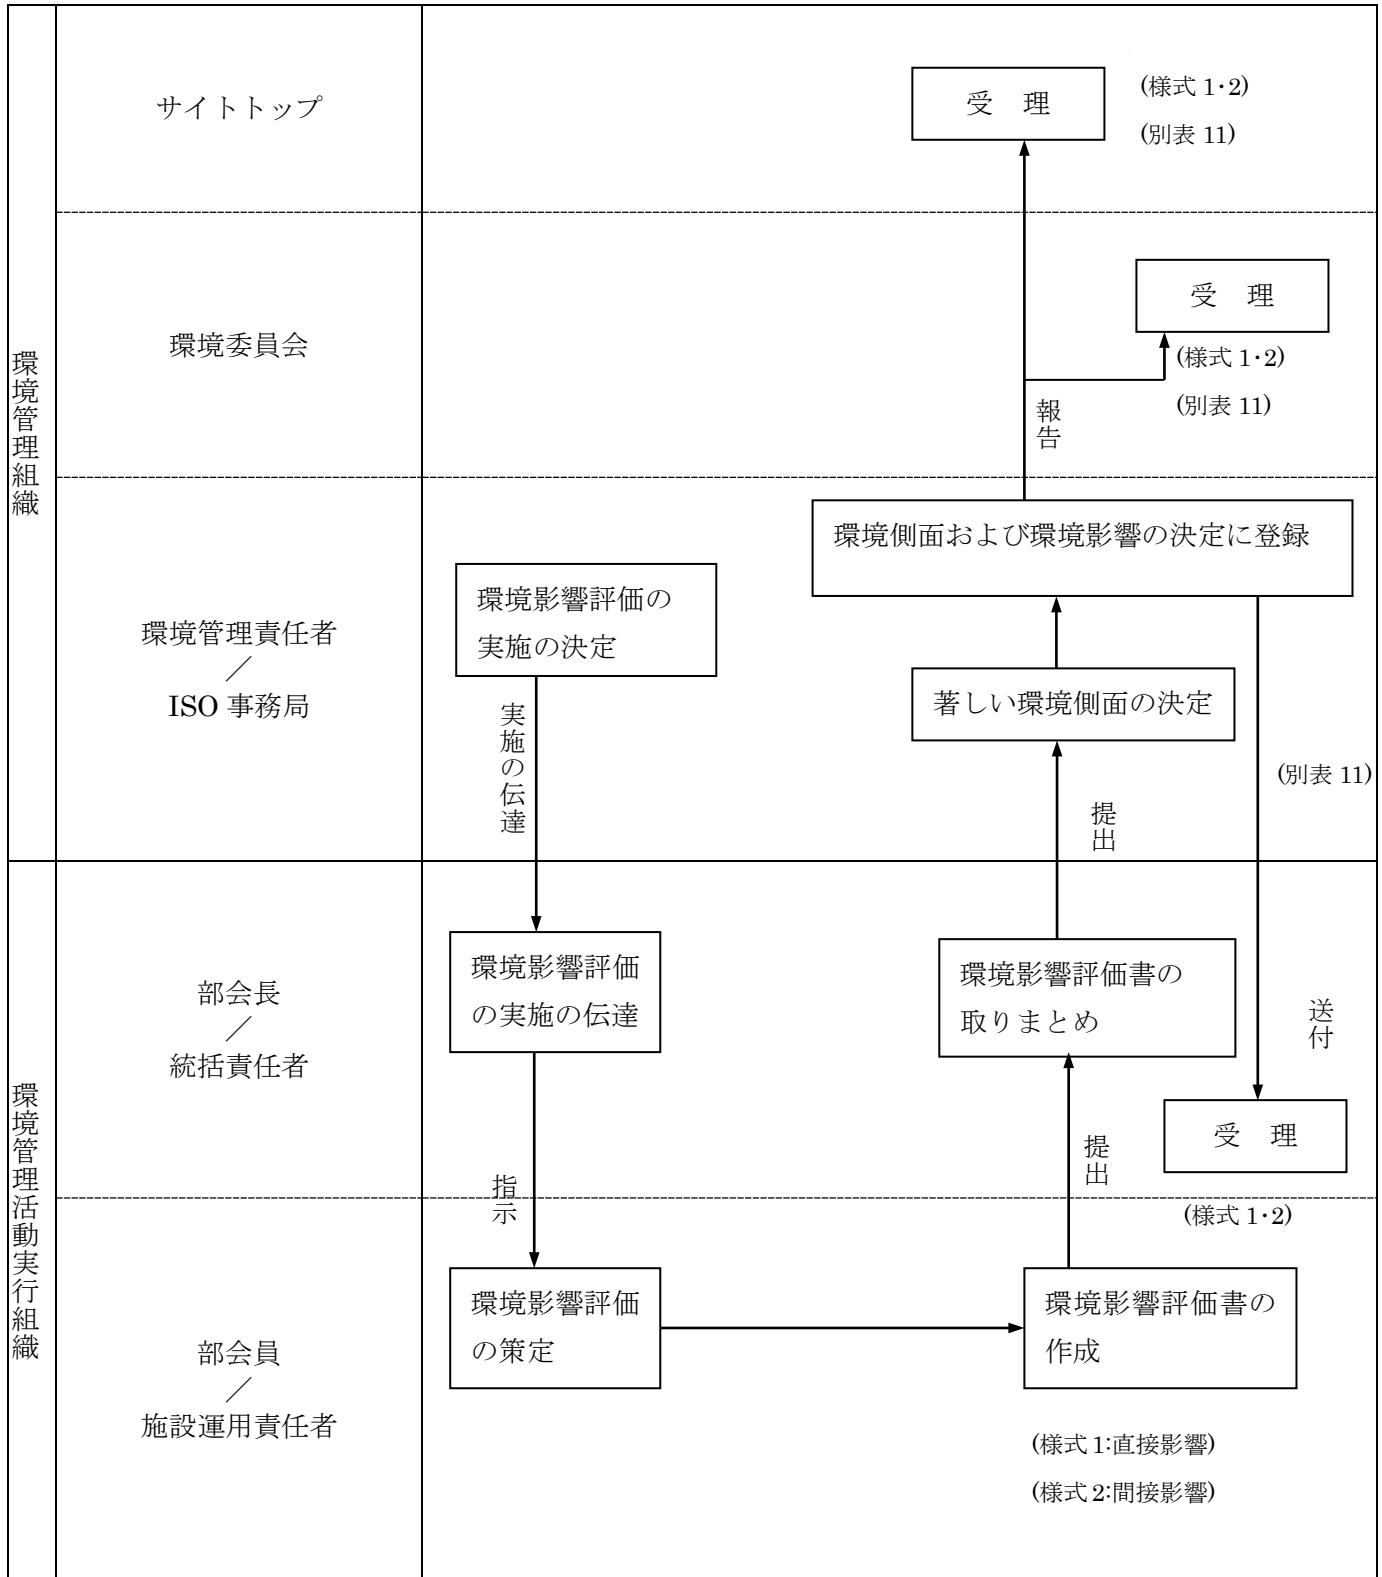 環境管理組織
サイトトップ
受　理
(様式 1･2)
(別表 11)
環境委員会
受　理
(様式 1･2)
(別表 11)
報告
環境管理責任者
／
ISO 事務局
環境影響評価の
実施の決定
実施の伝達
環境側面および環境影響の決定に登録
著しい環境側面の決定
(別表 11)
提出
環境管理活動実行組織
部会長
／
統括責任者
環境影響評価
の実施の伝達
環境影響評価書の
取りまとめ
送付
受　理
(様式 1･2)
指示
提出
部会員
／
施設運用責任者
環境影響評価
の策定
環境影響評価書の
作成
(様式 1:直接影響)
(様式 2:間接影響)